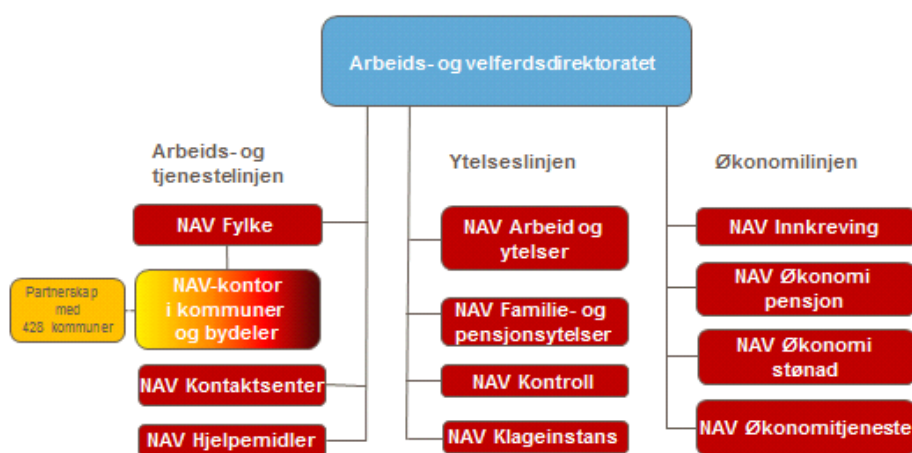 Arbeids- og velferdsdirektoratet
Arbeids- og
tjenestelinjen
NAV Fylke
Partnerskap
med
428 kommuner
NAV-kontor
i kommuner
og bydeler
NAV Kontaktsenter
NAV Hjelpemidler
Ytelseslinjen
NAV Arbeid og
ytelser
NAV Familie- og
pensjonsytelser
NAV Kontroll
NAV Klageinstans
Økonomilinjen
NAV Innkreving
NAV Økonomi
pensjon
NAV Økonomi
stønad
NAV Økonomitjeneste